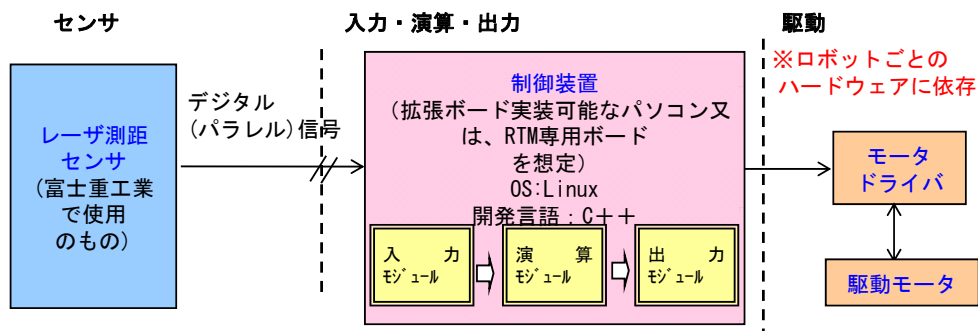 センサ
入力・演算・出力
駆動
レーザ測距
センサ
(富士重工業
で使用
のもの)
デジタル
(パラレル)信号
制御装置
(拡張ボード実装可能なパソコン又
は、RTM専用ボード
を想定)
OS:Linux
開発言語：C++
入　力
ﾓｼﾞｭｰﾙ
演　算
ﾓｼﾞｭｰﾙ
出　力
ﾓｼﾞｭｰﾙ
※ロボットごとの
ハードウェアに依存
モータ
ドライバ
駆動モータ